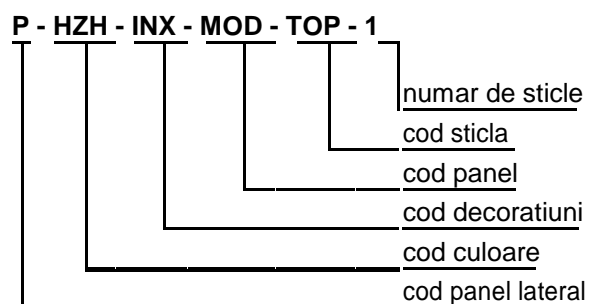 P - HZH - INX - MOD - TOP - 1
numar de sticle
cod sticla
cod panel
cod decoratiuni
cod culoare
cod panel lateral